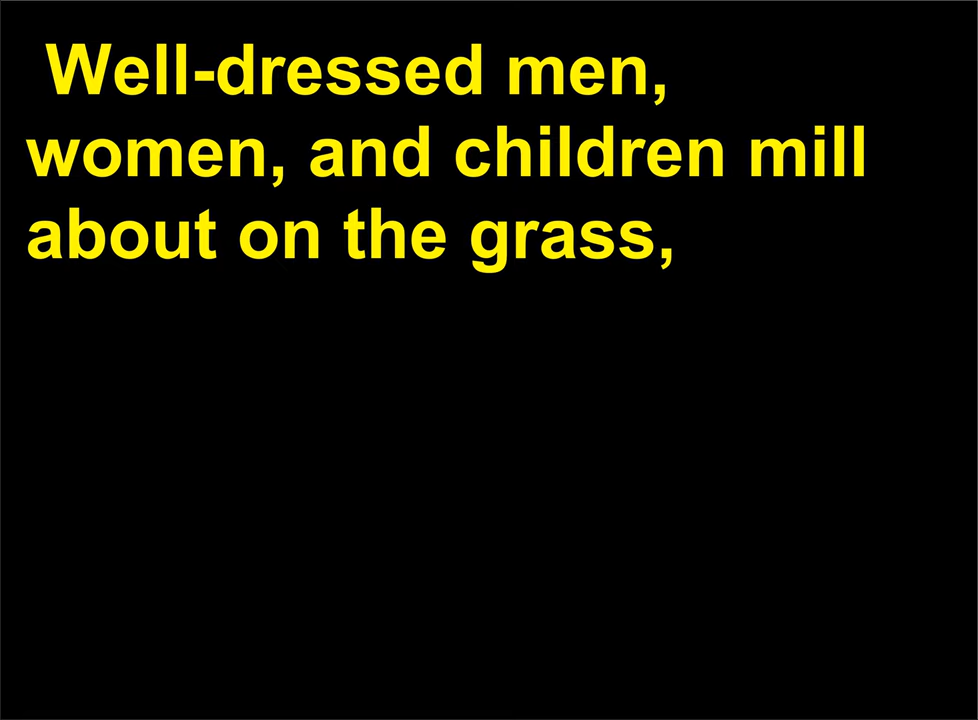 Well-dressed men,
women, and children mill
about on the grass,